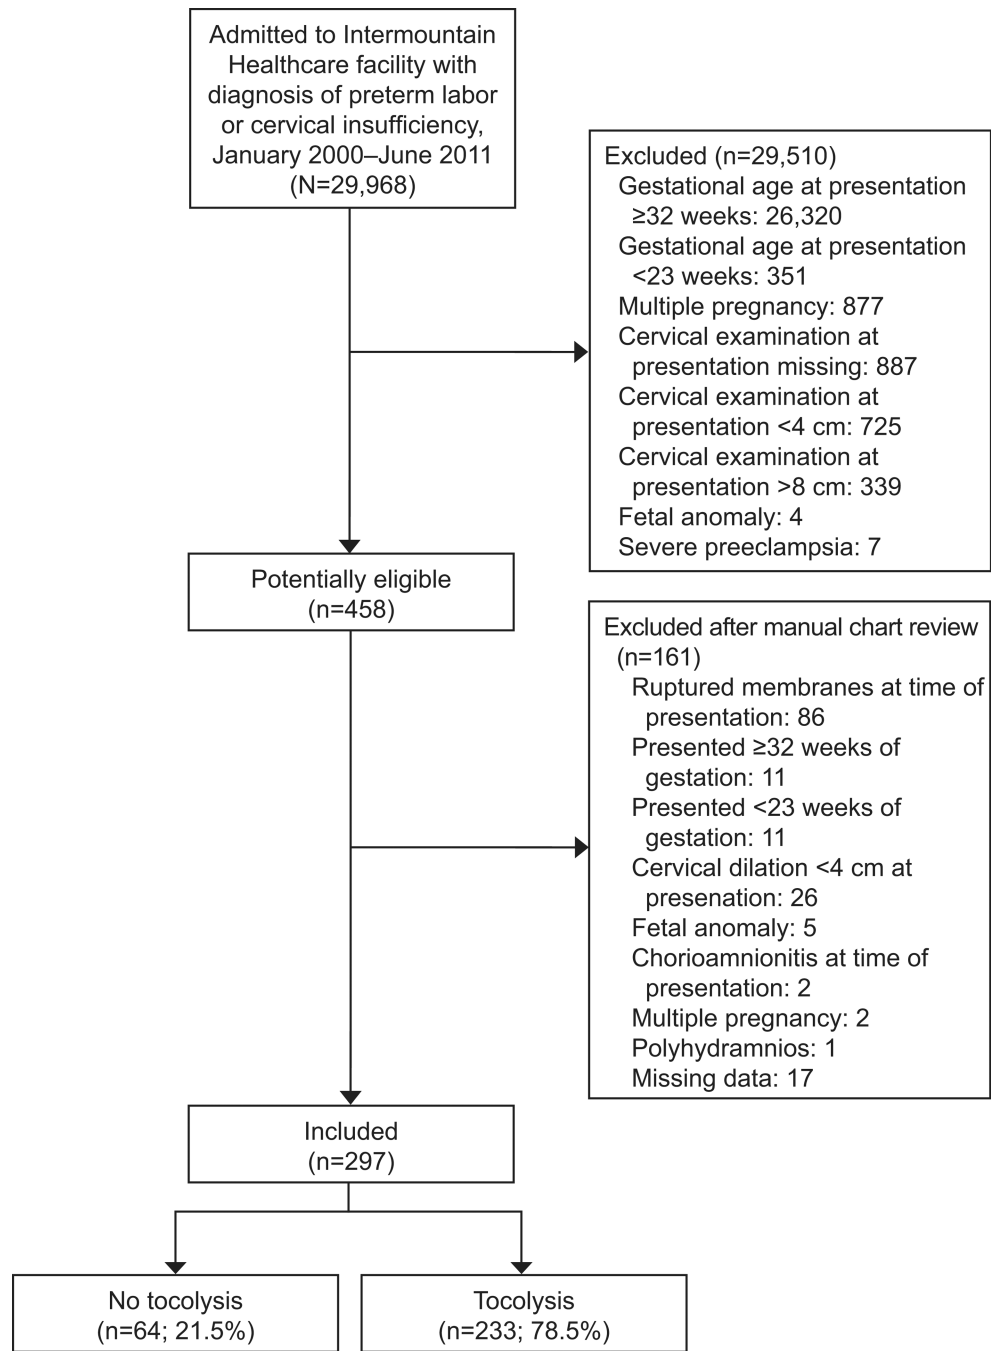 Admitted to Intermountain
Healthcare facility with
diagnosis of preterm labor
or cervical insufficiency,
January 2000–June 2011
(N=29,968)
Excluded (n=29,510)
Gestational age at presentation
≥32 weeks: 26,320
Gestational age at presentation
<23 weeks: 351
Multiple pregnancy: 877
Cervical examination at
presentation missing: 887
Cervical examination at
presentation <4 cm: 725
Cervical examination at
presentation >8 cm: 339
Fetal anomaly: 4
Severe preeclampsia: 7
Potentially eligible
(n=458)
Excluded after manual chart review
(n=161)
Ruptured membranes at time of
presentation: 86
Presented ≥32 weeks of
gestation: 11
Presented <23 weeks of
gestation: 11
Cervical dilation <4 cm at
presenation: 26
Fetal anomaly: 5
Chorioamnionitis at time of
presentation: 2
Multiple pregnancy: 2
Polyhydramnios: 1
Missing data: 17
Included
(n=297)
No tocolysis
(n=64; 21.5%)
Tocolysis
(n=233; 78.5%)